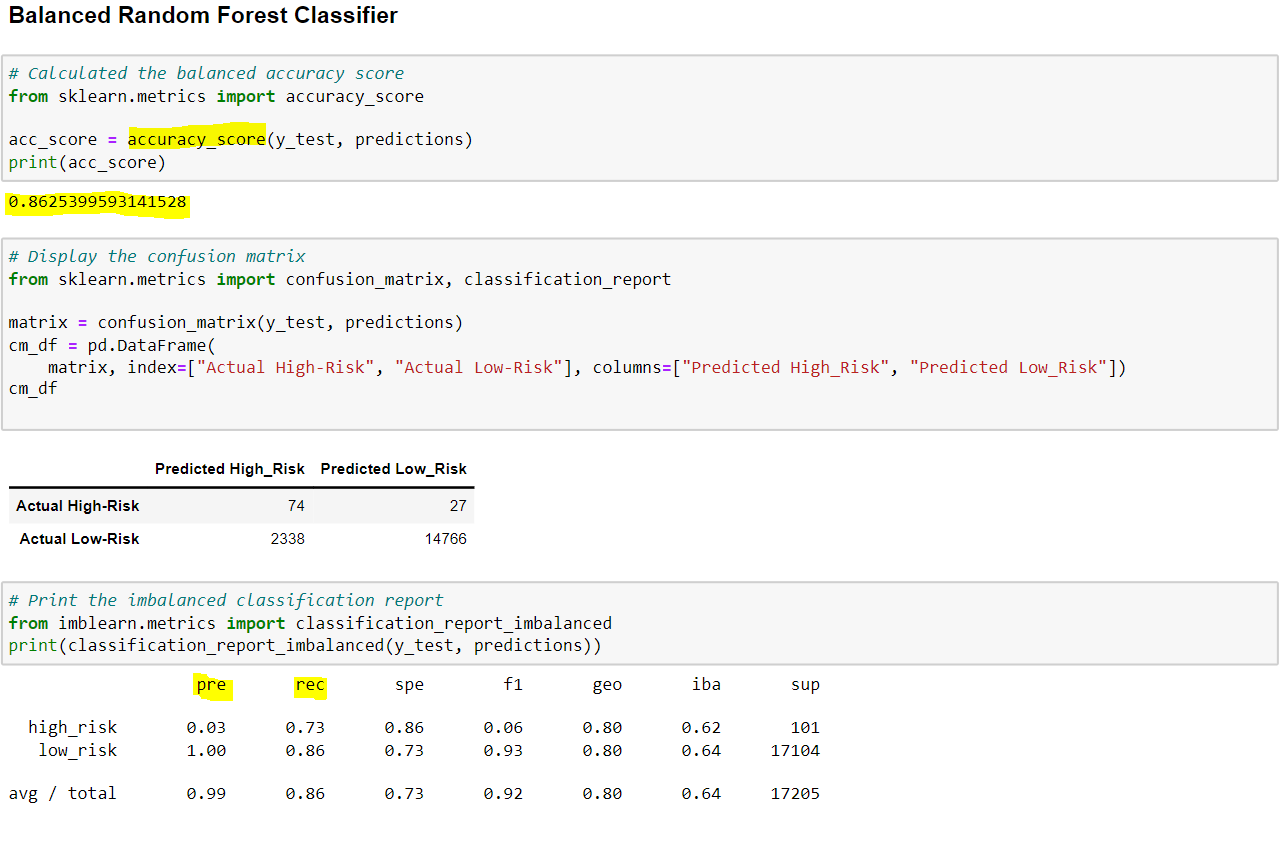 Balanced Random Forest Classifier
# Calculated the balanced accuracy score
from sklearn.metrics import accuracy_score
acc_score = accuracy_score(y_test, predictions)
print(acc_score)
0.8625399593141528
# Display the confusion matrix
from sklearn.metrics import confusion_matrix, classification_report
matrix = confusion_matrix(y_test, predictions)
cm_df = pd.DataFrame(
    matrix, index=["Actual High-Risk", "Actual Low-Risk"], columns=["Predicted High_Risk", "Predicted Low_Risk"])
cm_df
Predicted High_Risk Predicted Low_Risk
Actual High-Risk 74 27
Actual Low-Risk 2338 14766
# Print the imbalanced classification report
from imblearn.metrics import classification_report_imbalanced
print(classification_report_imbalanced(y_test, predictions))
pre rec spe f1 geo iba sup
high_risk 0.03 0.73 0.86 0.06 0.80 0.62 101
low_risk 1.00 0.86 0.73 0.93 0.80 0.64 17104
avg / total 0.99 0.86 0.73 0.92 0.80 0.64 17205